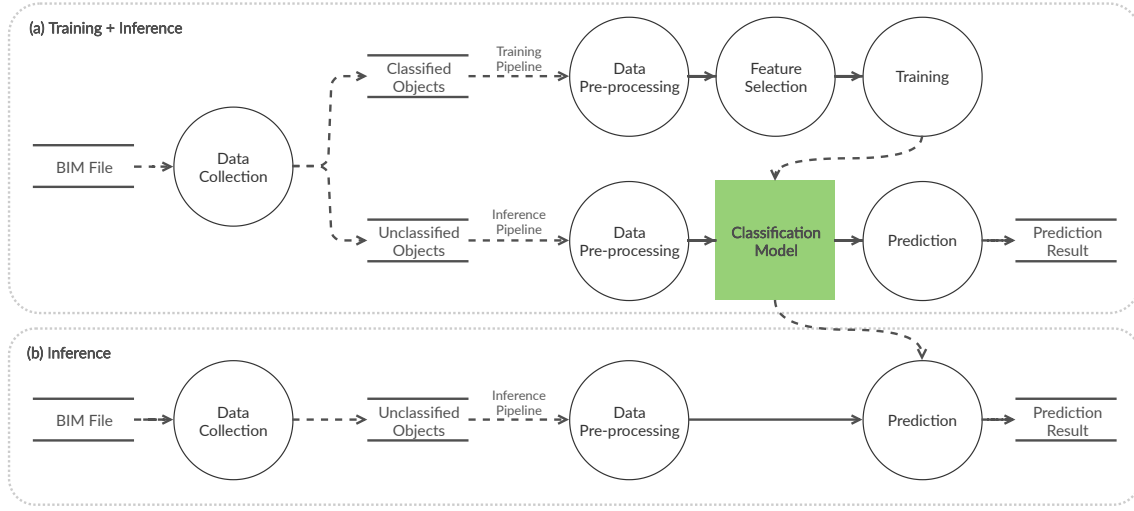 (a) Training + Inference
BIM File
Data
Collection
Classified
Objects
Training
Pipeline
Data
Pre-processing
Feature
Selection
Training
Unclassified
Objects
Inference
Pipeline
Data
Pre-processing
Classification
Model
Prediction
Prediction
Result
(b) Inference
BIM File
Data
Collection
Unclassified
Objects
Inference
Pipeline
Data
Pre-processing
Prediction
Prediction
Result